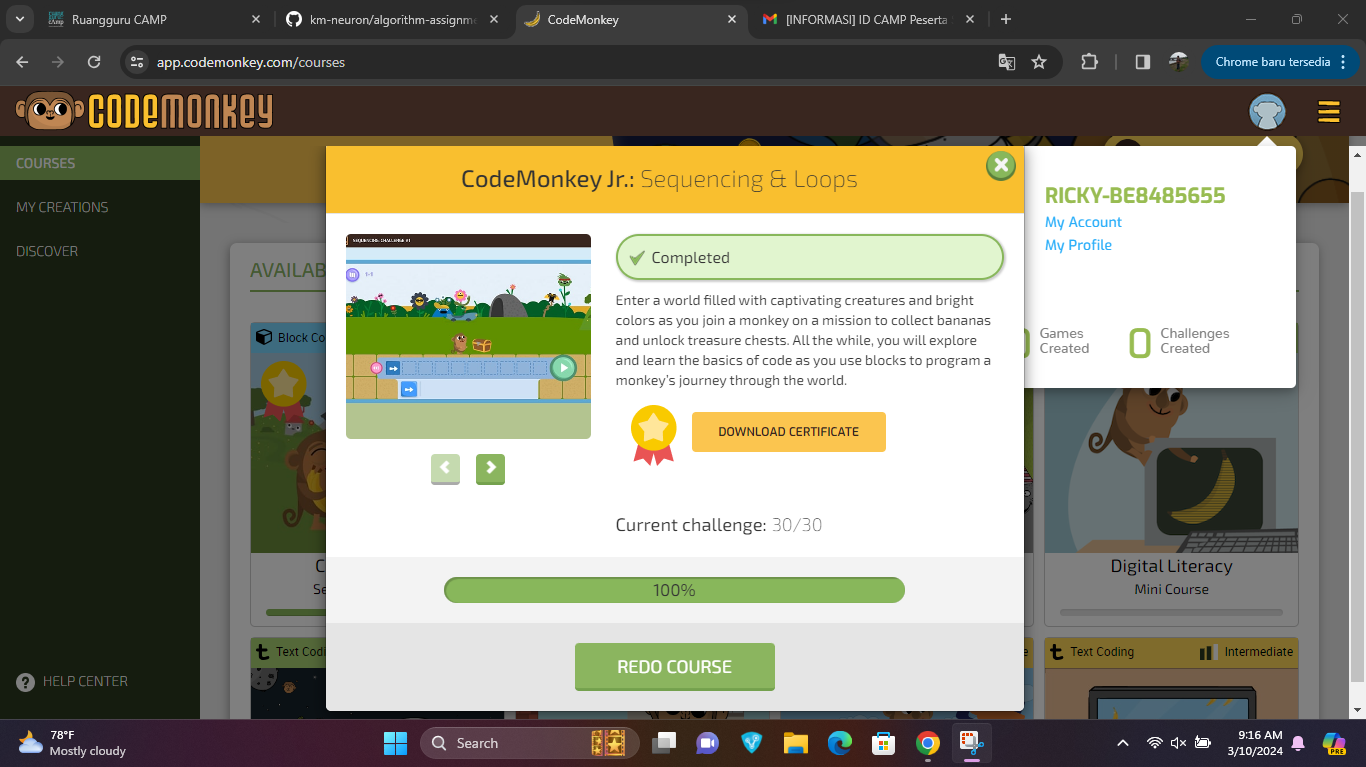 Ruangguru CAMP
km-neuron/algorithm-assignme
CodeMonkey
[INFORMASI] ID CAMP Peserta
app.codemonkey.com/courses
Chrome baru tersedia
CODEMONKEY
COURSES
MY CREATIONS
DISCOVER
HELP CENTER
AVAILAB
Block Co
C
Se
Text Codi
CodeMonkey Jr.: Sequencing & Loops
SEQUENCING CHALLENGE #1
Completed
Enter a world filled with captivating creatures and bright
colors as you join a monkey on a mission to collect bananas
and unlock treasure chests. All the while, you will explore
and learn the basics of code as you use blocks to program a
monkey's journey through the world.
DOWNLOAD CERTIFICATE
Current challenge: 30/30
100%
REDO COURSE
RICKY-BE8485655
My Account
My Profile
Games
Created
0 Challenges
Created
Digital Literacy
Mini Course
e
Text Coding
Intermediate
78°F
Mostly cloudy
Search
9:16 AM
3/10/2024
PRE